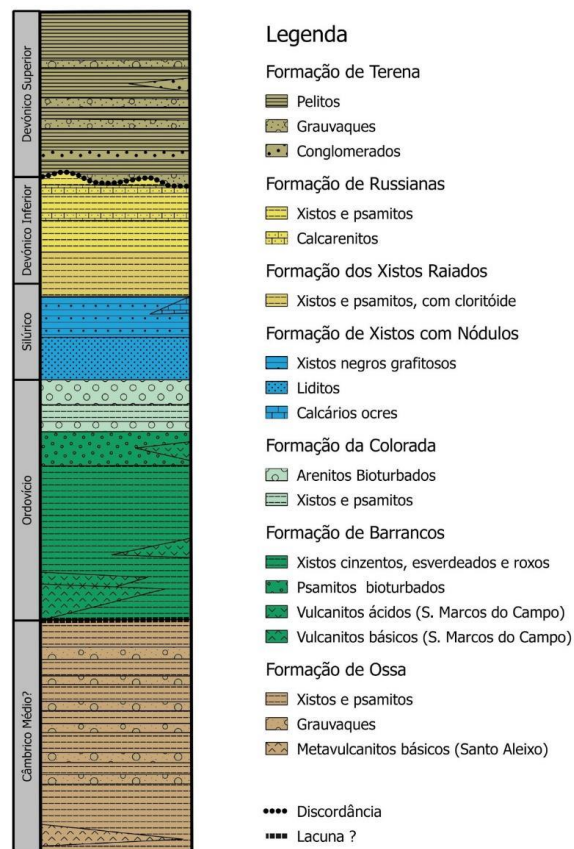 Devónico Superior
Devónico Inferior
Silúrico
Ordovício
Câmbrico Médio?
Legenda
Formação de Terena
Pelitos
Grauvaques
Conglomerados
Formação de Russianas
Xistos e psamitos
Calcarenitos
Formação dos Xistos Raiados
Xistos e psamitos, com cloritóide
Formação de Xistos com Nódulos
Xistos negros grafitosos
Liditos
Calcários ocres
Formação da Colorada
Arenitos Bioturbados
Xistos e psamitos
Formação de Barrancos
Xistos cinzentos, esverdeados e roxos
Psamitos bioturbados
Vulcanitos ácidos (S. Marcos do Campo)
Vulcanitos básicos (S. Marcos do Campo)
Formação de Ossa
Xistos e psamitos
Grauvaques
Metavulcanitos básicos (Santo Aleixo)
Discordância
Lacuna ?